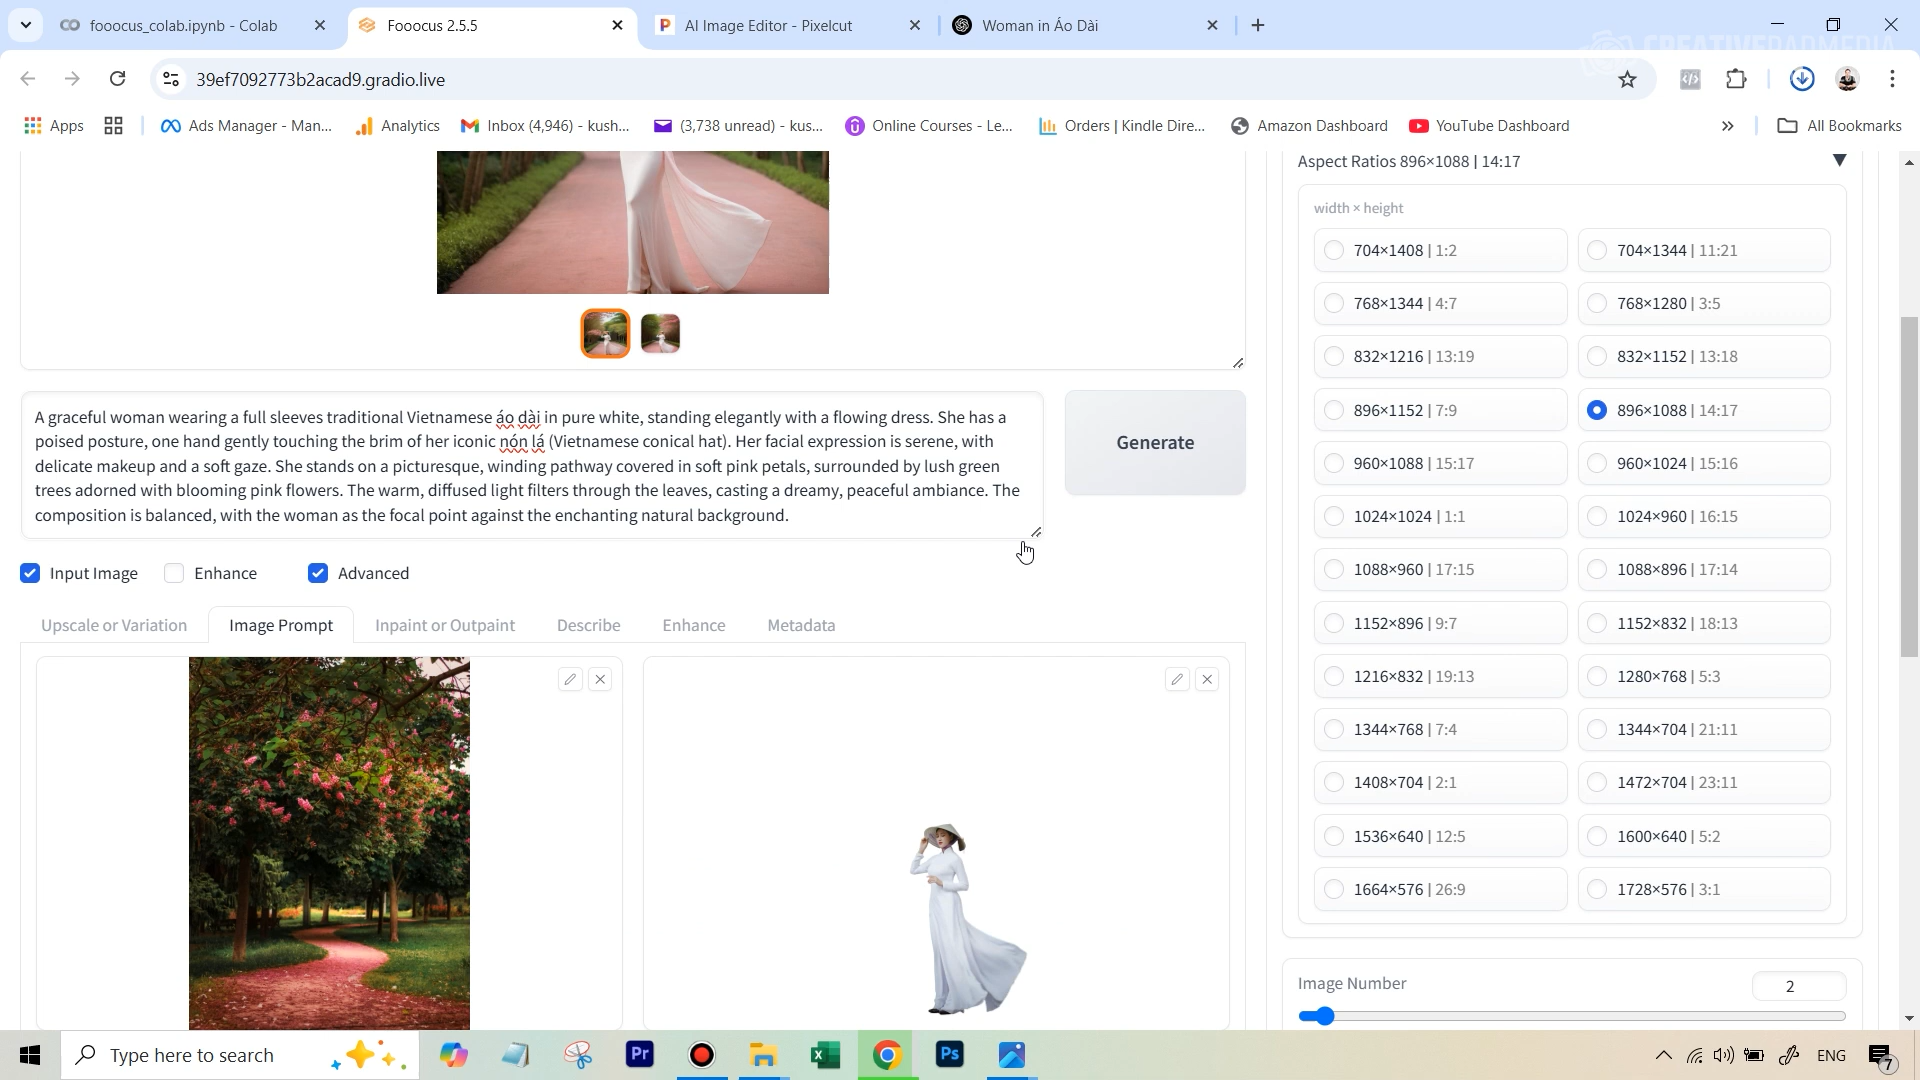 fooocus_colab.ipynb - Colab
Fooocus 2.5.5
AI Image Editor - Pixelcut
Woman in Áo Dài
CREATIVEDADMEDIA
39ef7092773b2acad9.gradio.live
Apps
Ads Manager - Man...
Analytics
Inbox (4,946) - kush...
(3,738 unread) - kus...
Online Courses - Le...
Orders | Kindle Dire...
Amazon Dashboard
YouTube Dashboard
All Bookmarks
A graceful woman wearing a full sleeves traditional Vietnamese áo dài in pure white, standing elegantly with a flowing dress. She has a
poised posture, one hand gently touching the brim of her iconic nón lá (Vietnamese conical hat). Her facial expression is serene, with
delicate makeup and a soft gaze. She stands on a picturesque, winding pathway covered in soft pink petals, surrounded by lush green
trees adorned with blooming pink flowers. The warm, diffused light filters through the leaves, casting a dreamy, peaceful ambiance. The
composition is balanced, with the woman as the focal point against the enchanting natural background.
Generate
Input Image
Enhance
Advanced
Upscale or Variation
Image Prompt
Inpaint or Outpaint
Describe
Enhance
Metadata
Aspect Ratios 896×1088 | 14:17
width × height
704×1408 | 1:2
704×1344 | 11:21
768×1344 | 4:7
768×1280 | 3:5
832×1216 | 13:19
832×1152 | 13:18
896×1152 | 7:9
896×1088 | 14:17
960×1088 | 15:17
960×1024 | 15:16
1024×1024 | 1:1
1024×960 | 16:15
1088×960 | 17:15
1088×896 | 17:14
1152×896 | 9:7
1152×832 | 18:13
1216×832 | 19:13
1280×768 | 5:3
1344×768 | 7:4
1344×704 | 21:11
1408×704 | 2:1
1472×704 | 23:11
1536×640 | 12:5
1600×640 | 5:2
1664×576 | 26:9
1728×576 | 3:1
Image Number
2
Type here to search
Pr
Ps
ENG
7